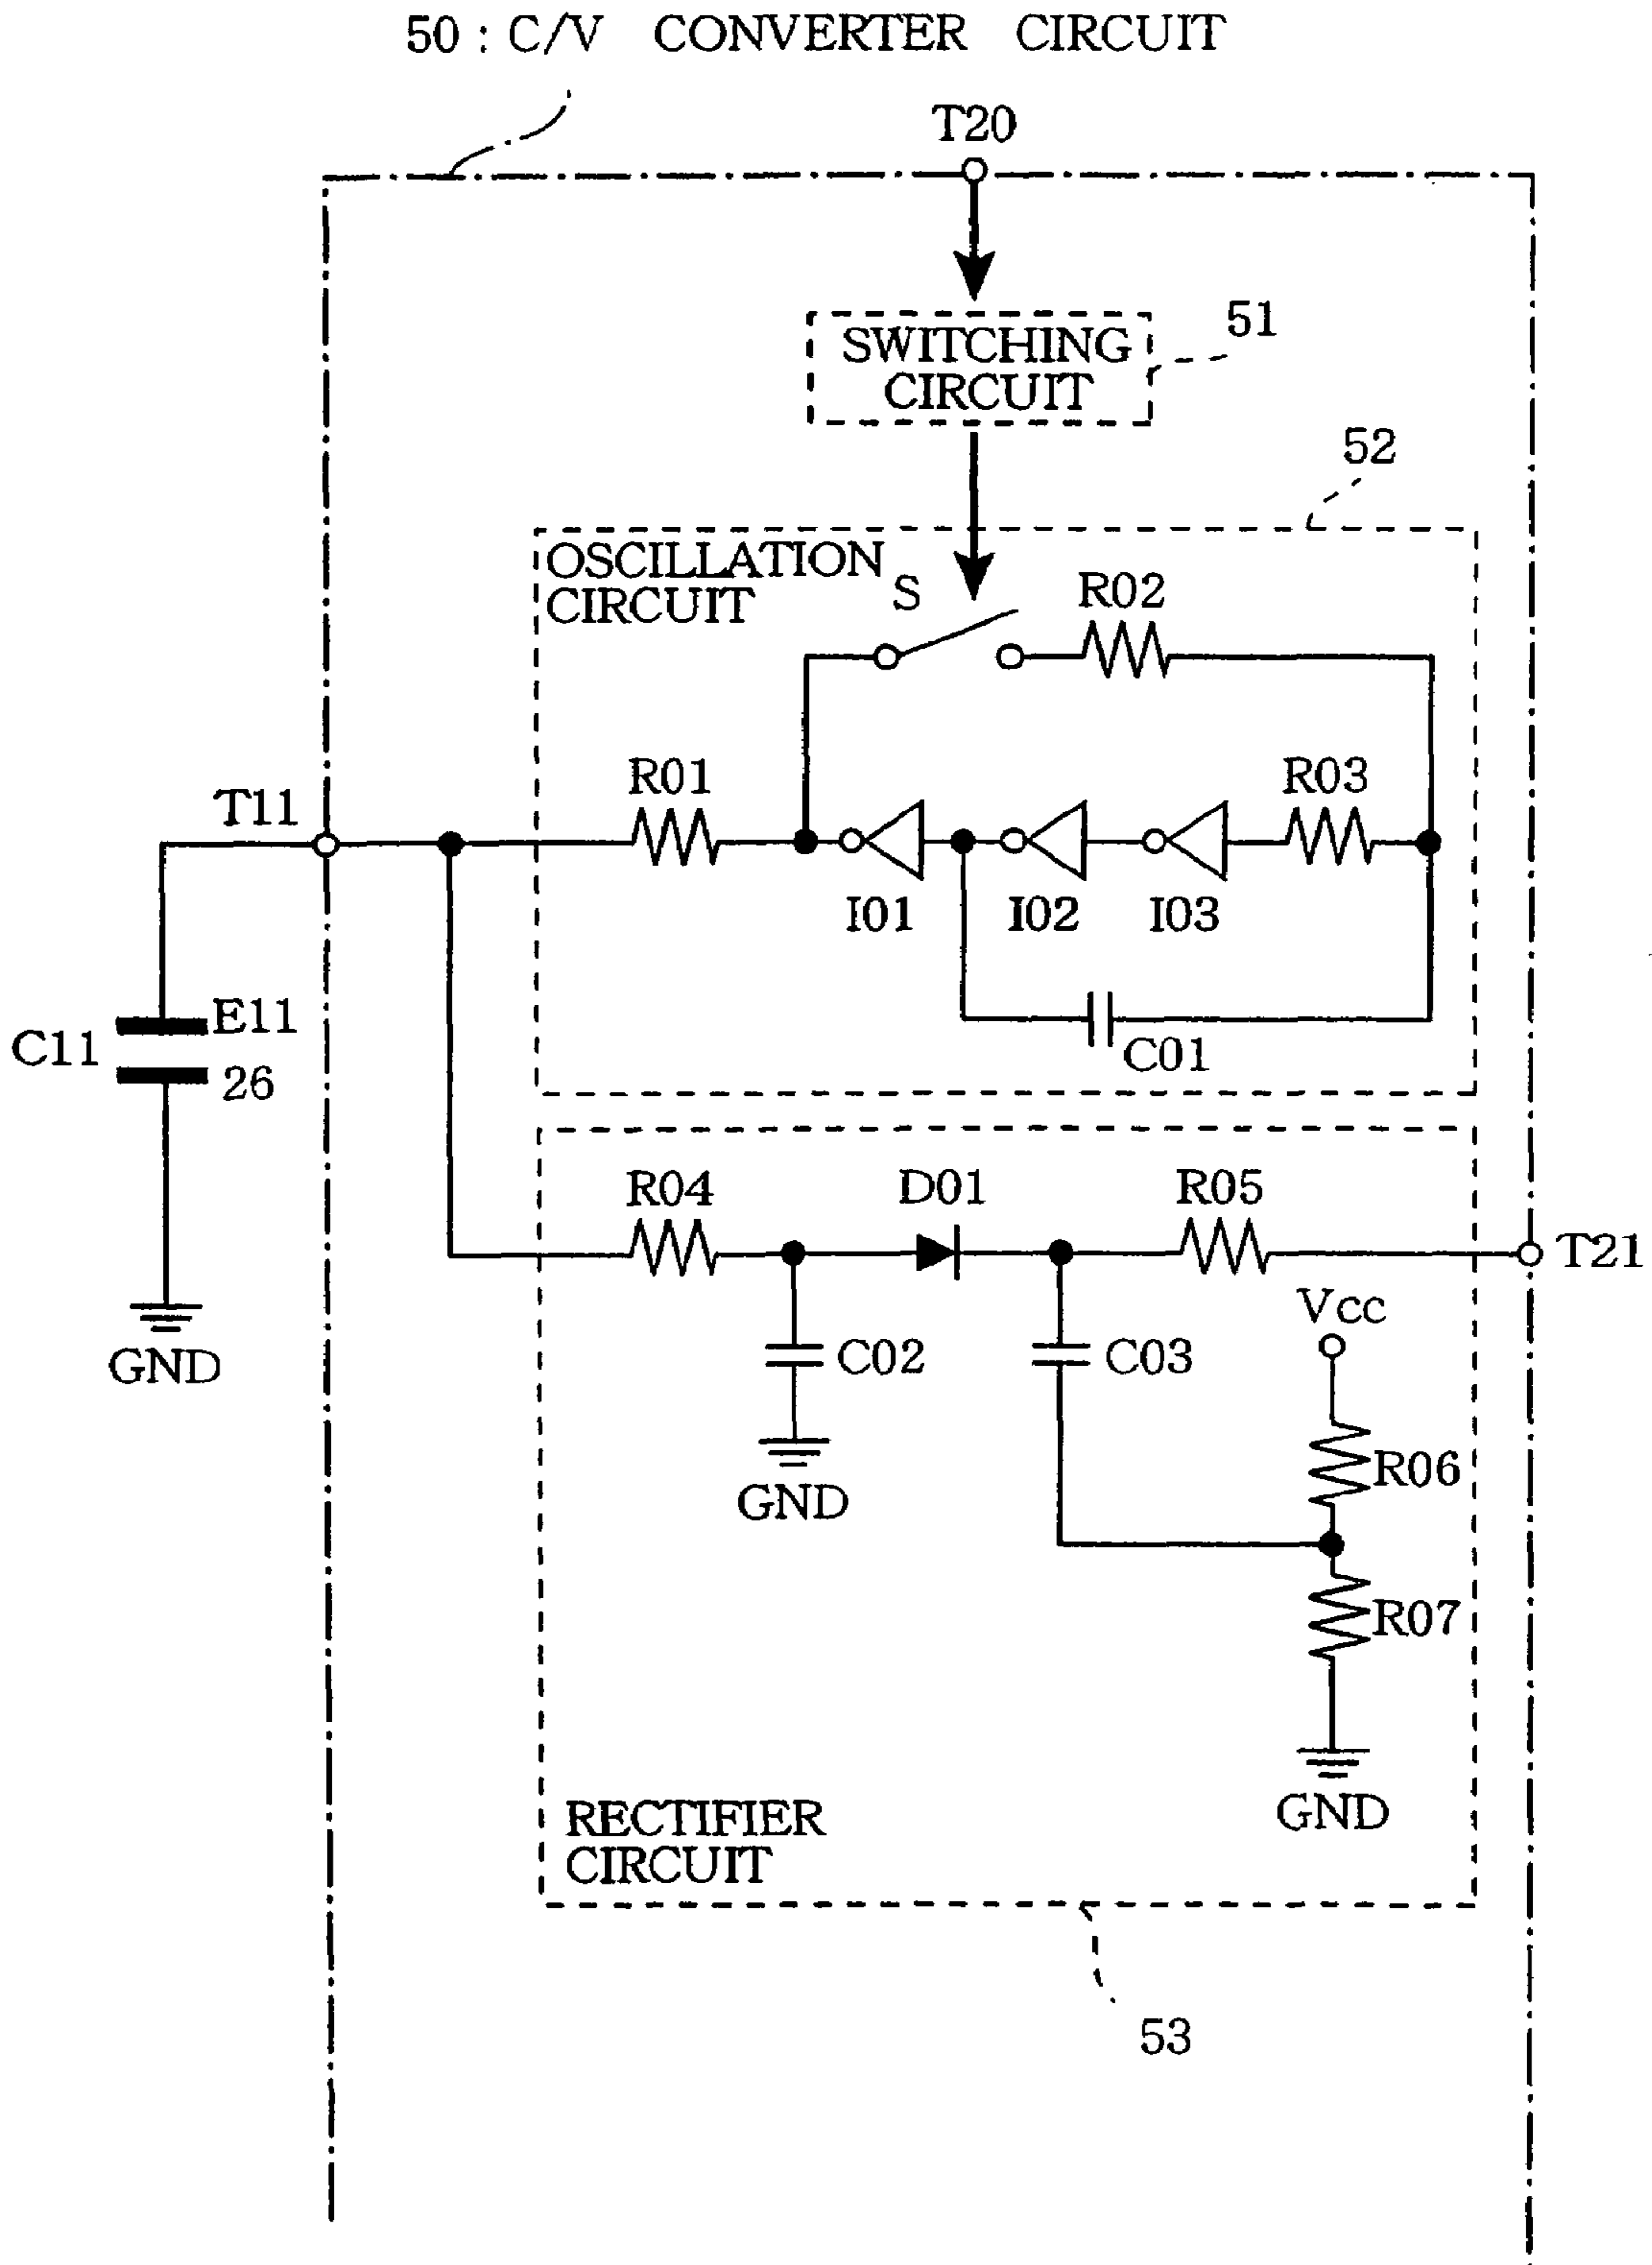 50 : C/V CONVERTER CIRCUIT
T20
SWITCHING
CIRCUIT
51
52
OSCILLATION
CIRCUIT
S
R02
R01
R03
T11
I01
I02
I03
E11
C11
26
C01
GND
R04
D01
R05
T21
Vcc
C02
C03
GND
R06
R07
GND
RECTIFIER
CIRCUIT
53